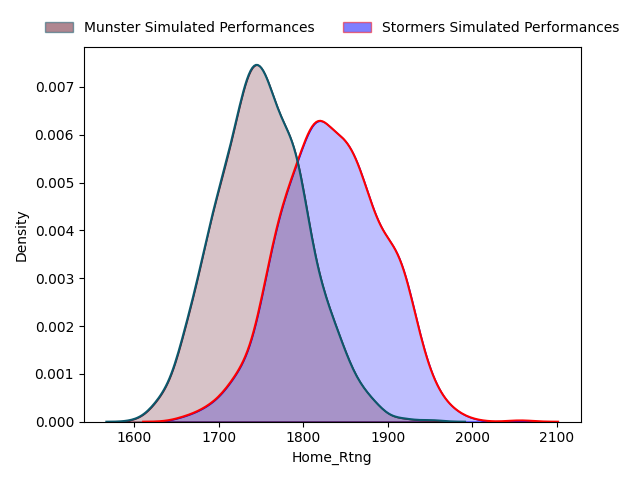 Munster Simulated Performances Stormers Simulated Performances
0.007
0.006
0.005
0.004
0.003
0.002
0.001
0.000
Density
1600 1700 1800 1900 2000 2100
Home_Rtng